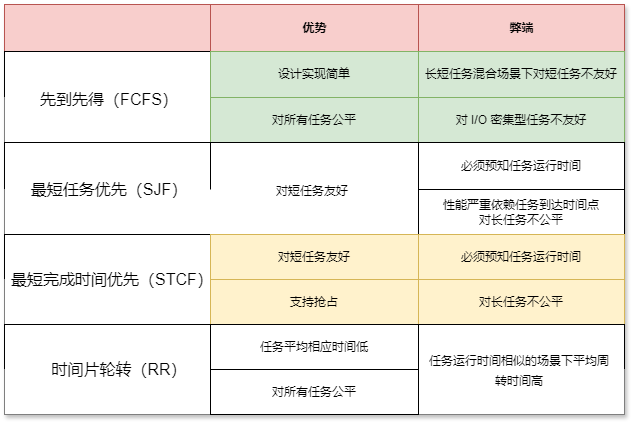 优势
弊端
先到先得（FCFS）
设计实现简单
长短任务混合场景下对短任务不友好
对所有任务公平
对 I/O 密集型任务不友好
最短任务优先（SJF）
对短任务友好
必须预知任务运行时间
性能严重依赖任务到达时间点
对长任务不公平
最短完成时间优先（STCF）
对短任务友好
必须预知任务运行时间
支持抢占
对长任务不公平
时间片轮转（RR）
任务平均相应时间低
任务运行时间相似的场景下平均周
转时间高
对所有任务公平